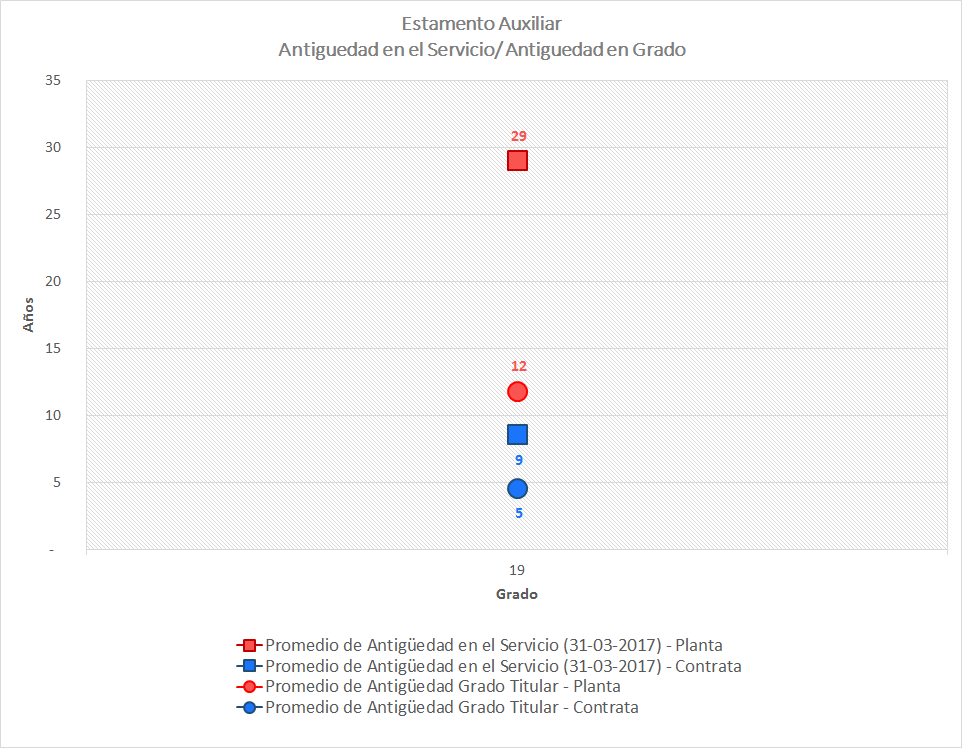 Estamento Auxiliar
Antiguedad en el Servicio/ Antiguedad en Grado
35
30
25
20
15
10
5
-
Años
29
12
9
5
19
Grado
Promedio de Antigüedad en el Servicio (31-03-2017) - Planta
Promedio de Antigüedad en el Servicio (31-03-2017) - Contrata
Promedio de Antigüedad Grado Titular - Planta
Promedio de Antigüedad Grado Titular - Contrata